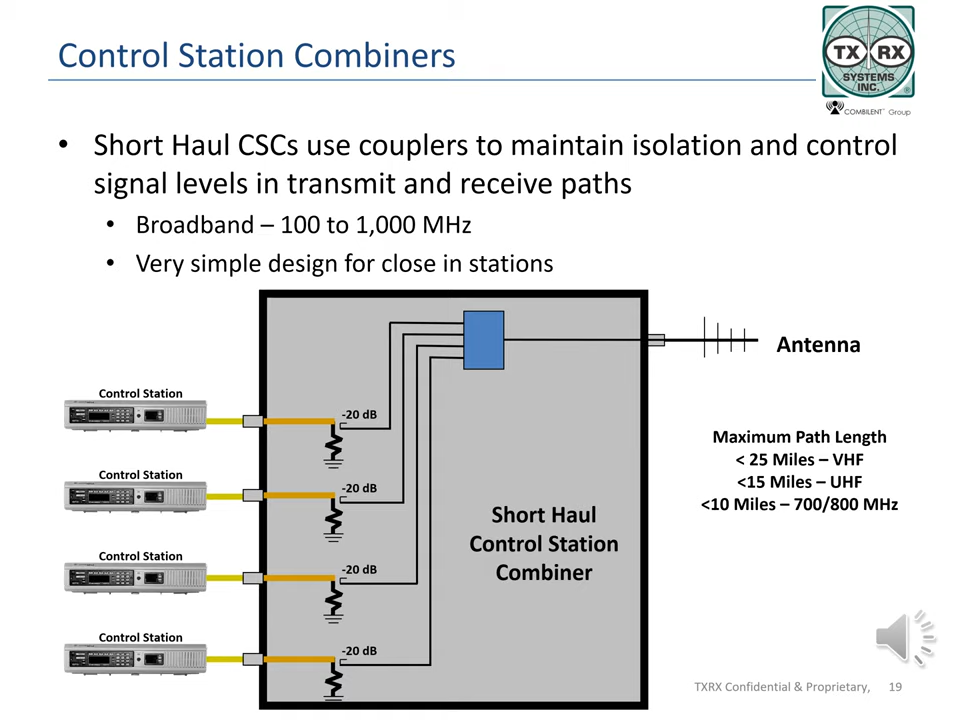 Control Station Combiners
TX RX
SYSTEMS
INC.
®
COMBILENT™ Group
• Short Haul CSCs use couplers to maintain isolation and control
signal levels in transmit and receive paths
• Broadband – 100 to 1,000 MHz
• Very simple design for close in stations
Antenna
Control Station
-20 dB
Maximum Path Length
< 25 Miles – VHF
<15 Miles – UHF
<10 Miles – 700/800 MHz
Control Station
-20 dB
Short Haul
Control Station
Combiner
Control Station
-20 dB
Control Station
-20 dB
TXRX Confidential & Proprietary, 19